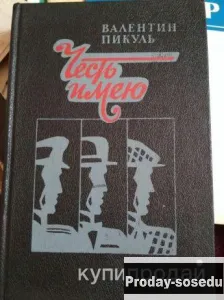 ВАЛЕНТИН
ПИКУЛЬ
Честь
имею
купипродай
Proday-sosedu